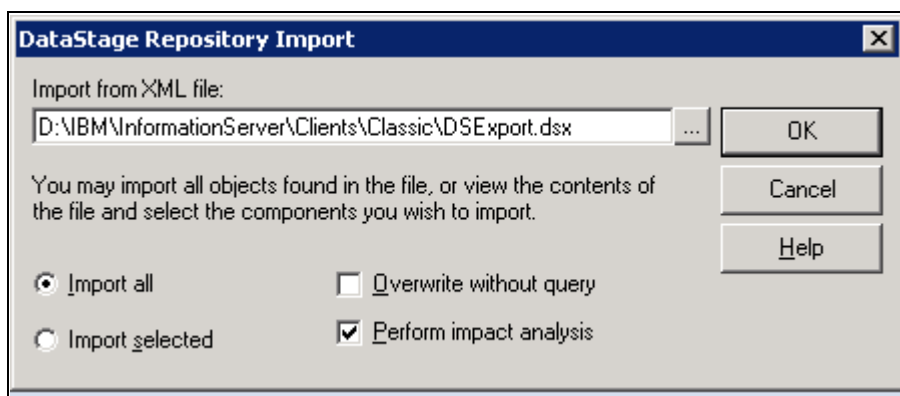 DataStage Repository Import
Import from XML file:
D:\IBM\InformationServer\Clients\Classic\DSExport.dsx
...
OK
You may import all objects found in the file, or view the contents of
the file and select the components you wish to import.
Cancel
Help
Import all
Overwrite without query
Import selected
Perform impact analysis